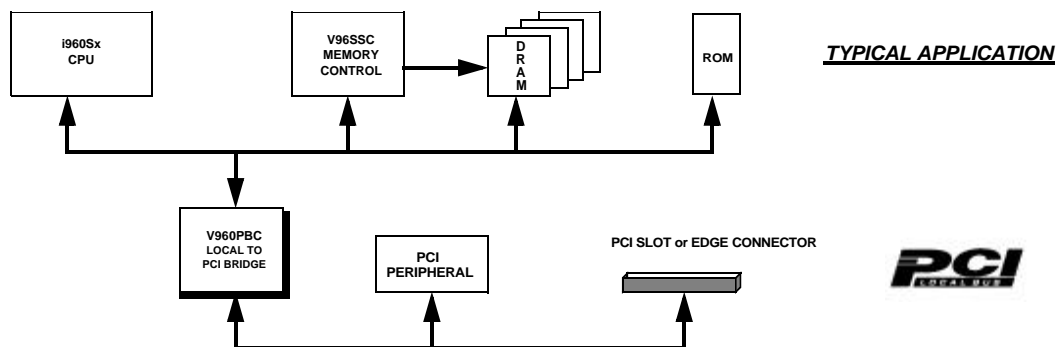 i960Sx
CPU
V96SSC
MEMORY
CONTROL
D
R
A
M
ROM
TYPICAL APPLICATION
V960PBC
LOCAL TO
PCI BRIDGE
PCI
PERIPHERAL
PCI SLOT or EDGE CONNECTOR
PCI
LOCAL BUS